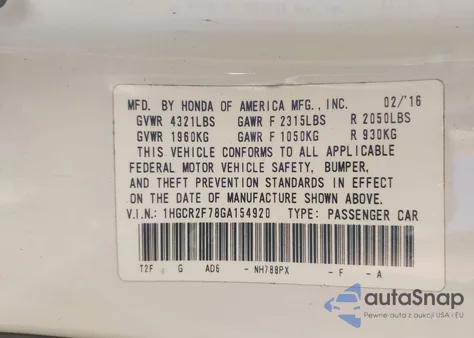 MFD. BY HONDA OF AMERICA MFG., INC. 02/'16
GVWR 4321LBS GAWR F 2315LBS R 2050LBS
GVWR 1960KG GAWR F 1050KG R 930KG
THIS VEHICLE CONFORMS TO ALL APPLICABLE
FEDERAL MOTOR VEHICLE SAFETY, BUMPER,
AND THEFT PREVENTION STANDARDS IN EFFECT
ON THE DATE OF MANUFACTURE SHOWN ABOVE.
V.I.N.: 1HGCR2F78GA154920 TYPE: PASSENGER CAR
T2F G AD6 - NH788PX - F - A
autoSnap
Pewne auta z aukcji USA - EU